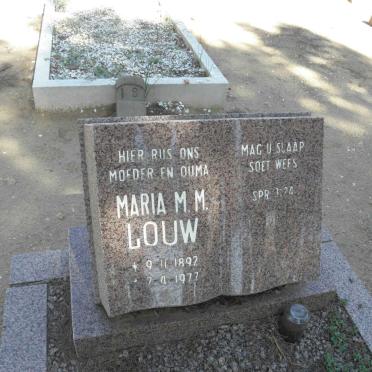 HIER RUS ONS
MOEDER EN OUMA
MARIA M. M.
LOUW
* 9·11·1892
+ 7·4·1977
MAG U SLAAP
SOET WEES
SPR. 3:24